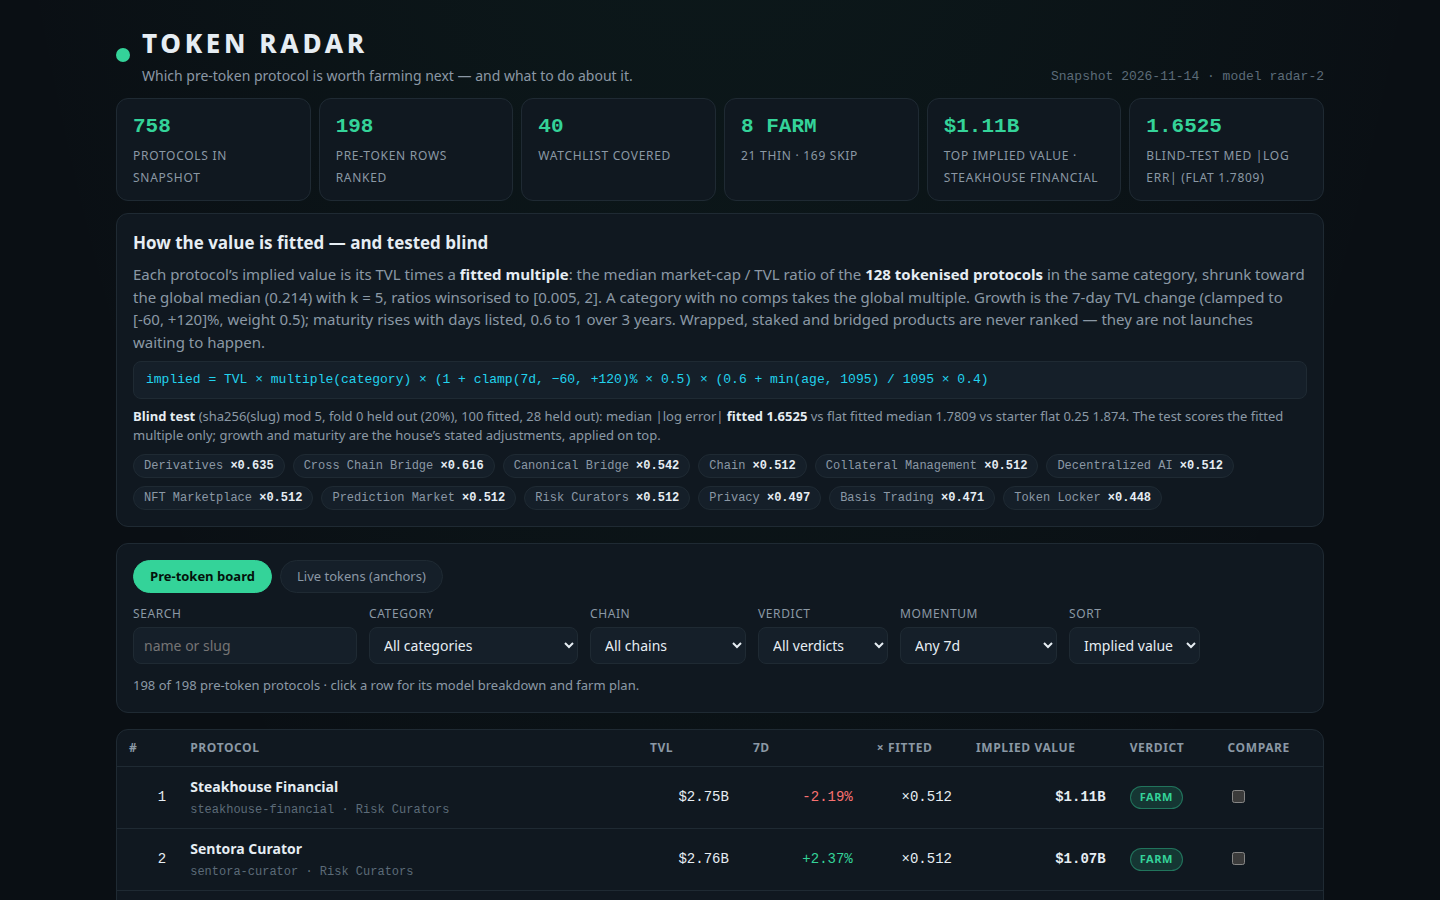 TOKEN RADAR
Which pre-token protocol is worth farming next — and what to do about it.
Snapshot 2026-11-14 · model radar-2
758
PROTOCOLS IN
SNAPSHOT
198
PRE-TOKEN ROWS
RANKED
40
WATCHLIST COVERED
8 FARM
21 THIN · 169 SKIP
$1.11B
TOP IMPLIED VALUE ·
STEAKHOUSE FINANCIAL
1.6525
BLIND-TEST MED |LOG
ERR| (FLAT 1.7809)
How the value is fitted — and tested blind
Each protocol's implied value is its TVL times a fitted multiple: the median market-cap / TVL ratio of the 128 tokenised protocols in the same category, shrunk toward
the global median (0.214) with k = 5, ratios winsorised to [0.005, 2]. A category with no comps takes the global multiple. Growth is the 7-day TVL change (clamped to
[-60, +120]%, weight 0.5); maturity rises with days listed, 0.6 to 1 over 3 years. Wrapped, staked and bridged products are never ranked — they are not launches
waiting to happen.
implied = TVL × multiple(category) × (1 + clamp(7d, −60, +120)% × 0.5) × (0.6 + min(age, 1095) / 1095 × 0.4)
Blind test (sha256(slug) mod 5, fold 0 held out (20%), 100 fitted, 28 held out): median |log error| fitted 1.6525 vs flat fitted median 1.7809 vs starter flat 0.25 1.874. The test scores the fitted
multiple only; growth and maturity are the house's stated adjustments, applied on top.
Derivatives ×0.635
Cross Chain Bridge ×0.616
Canonical Bridge ×0.542
Chain ×0.512
Collateral Management ×0.512
Decentralized AI ×0.512
NFT Marketplace ×0.512
Prediction Market ×0.512
Risk Curators ×0.512
Privacy ×0.497
Basis Trading ×0.471
Token Locker ×0.448
Pre-token board
Live tokens (anchors)
SEARCH
CATEGORY
CHAIN
VERDICT
MOMENTUM
SORT
name or slug
All categories
All chains
All verdicts
Any 7d
Implied value
198 of 198 pre-token protocols · click a row for its model breakdown and farm plan.
# PROTOCOL TVL 7D × FITTED IMPLIED VALUE VERDICT COMPARE
1 Steakhouse Financial $2.75B -2.19% ×0.512 $1.11B FARM
steakhouse-financial · Risk Curators
2 Sentora Curator $2.76B +2.37% ×0.512 $1.07B FARM
sentora-curator · Risk Curators